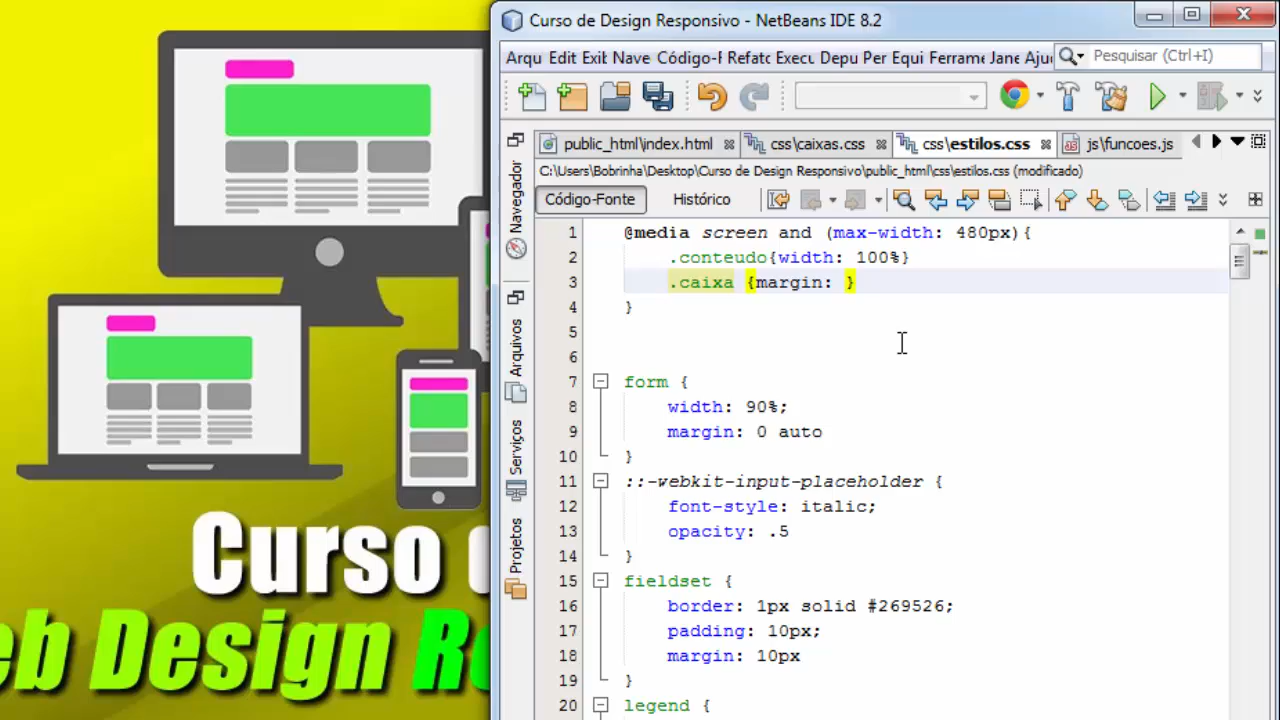 Curso de Design Responsivo - NetBeans IDE 8.2
Arqu Edit Exib Nave Código-F Refato Execu Depu Per Equi Ferrame Jane Ajuc
Pesquisar (Ctrl+I)
public_html\index.html
css\caixas.css
css\estilos.css
js\funcoes.js
C:\Users\Bobrinha\Desktop\Curso de Design Responsivo\public_html\css\estilos.css (modificado)
Código-Fonte
Histórico
Navegador
Arquivos
Serviços
Projetos
1 @media screen and (max-width: 480px){
2 .conteudo{width: 100%}
3 .caixa {margin: }
4 }
5
6
7 form {
8 width: 90%;
9 margin: 0 auto
10 }
11 ::-webkit-input-placeholder {
12 font-style: italic;
13 opacity: .5
14 }
15 fieldset {
16 border: 1px solid #269526;
17 padding: 10px;
18 margin: 10px
19 }
20 legend {
Curso
eb Design Re